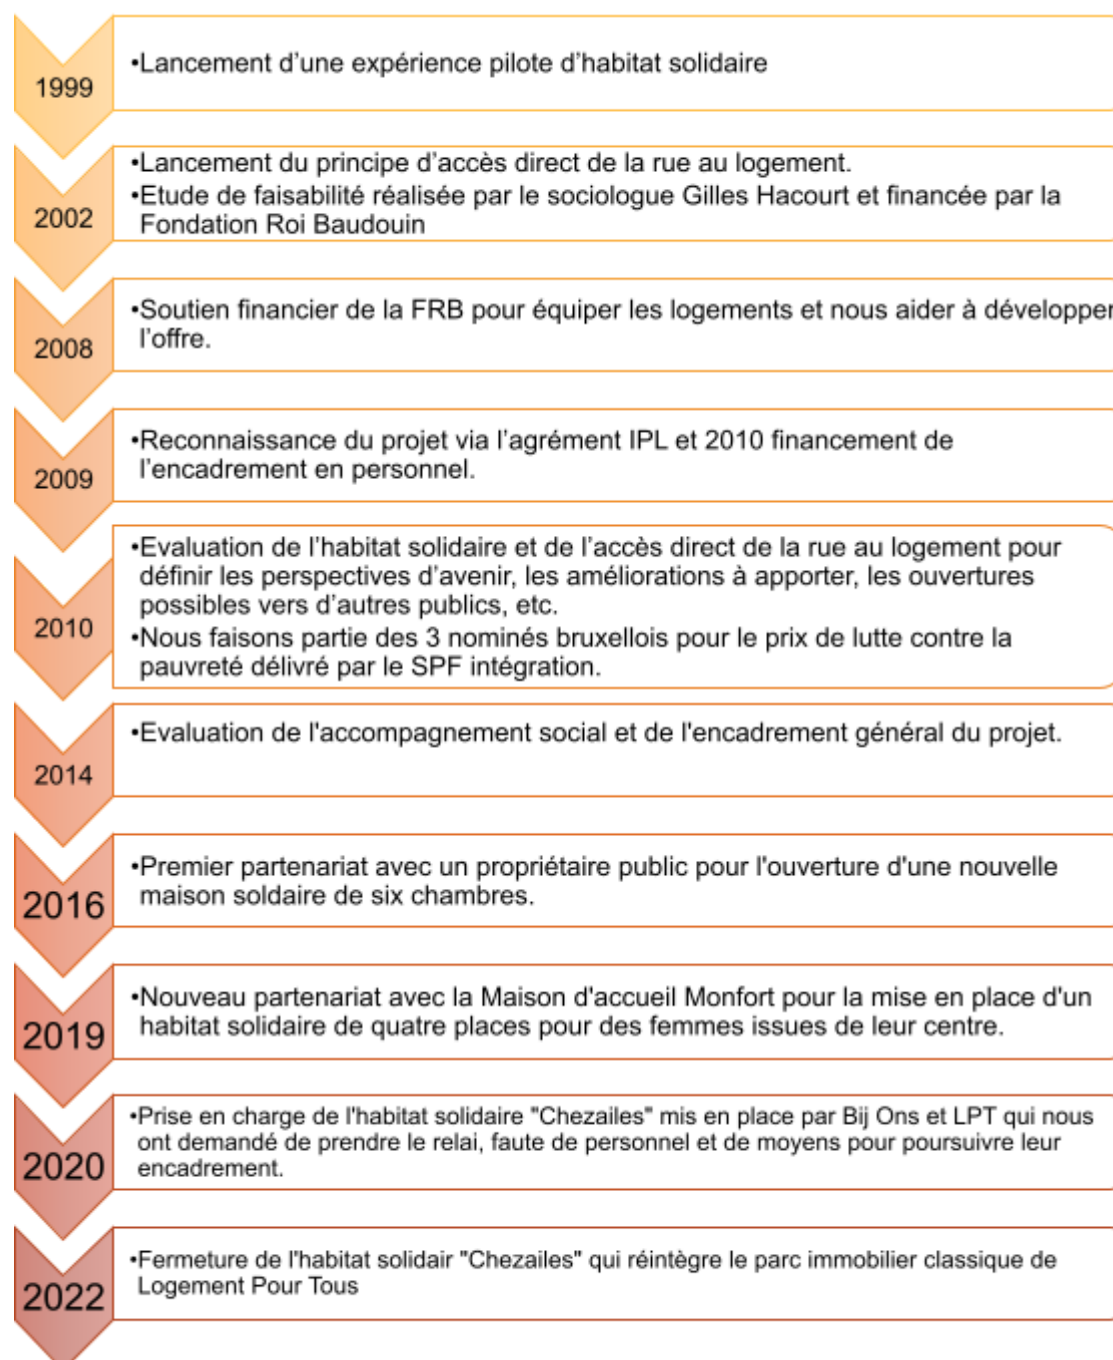 1999
•Lancement d’une expérience pilote d’habitat solidaire
2002
•Lancement du principe d’accès direct de la rue au logement.
•Etude de faisabilité réalisée par le sociologue Gilles Hacourt et financée par la
Fondation Roi Baudouin
2008
•Soutien financier de la FRB pour équiper les logements et nous aider à développer
l’offre.
2009
•Reconnaissance du projet via l’agrément IPL et 2010 financement de
l’encadrement en personnel.
2010
•Evaluation de l’habitat solidaire et de l’accès direct de la rue au logement pour
définir les perspectives d’avenir, les améliorations à apporter, les ouvertures
possibles vers d’autres publics, etc.
•Nous faisons partie des 3 nominés bruxellois pour le prix de lutte contre la
pauvreté délivré par le SPF intégration.
2014
•Evaluation de l'accompagnement social et de l'encadrement général du projet.
2016
•Premier partenariat avec un propriétaire public pour l'ouverture d'une nouvelle
maison soldaire de six chambres.
2019
•Nouveau partenariat avec la Maison d'accueil Monfort pour la mise en place d'un
habitat solidaire de quatre places pour des femmes issues de leur centre.
2020
•Prise en charge de l'habitat solidaire "Chezailes" mis en place par Bij Ons et LPT qui nous
ont demandé de prendre le relai, faute de personnel et de moyens pour poursuivre leur
encadrement.
2022
•Fermeture de l'habitat solidair "Chezailes" qui réintègre le parc immobilier classique de
Logement Pour Tous